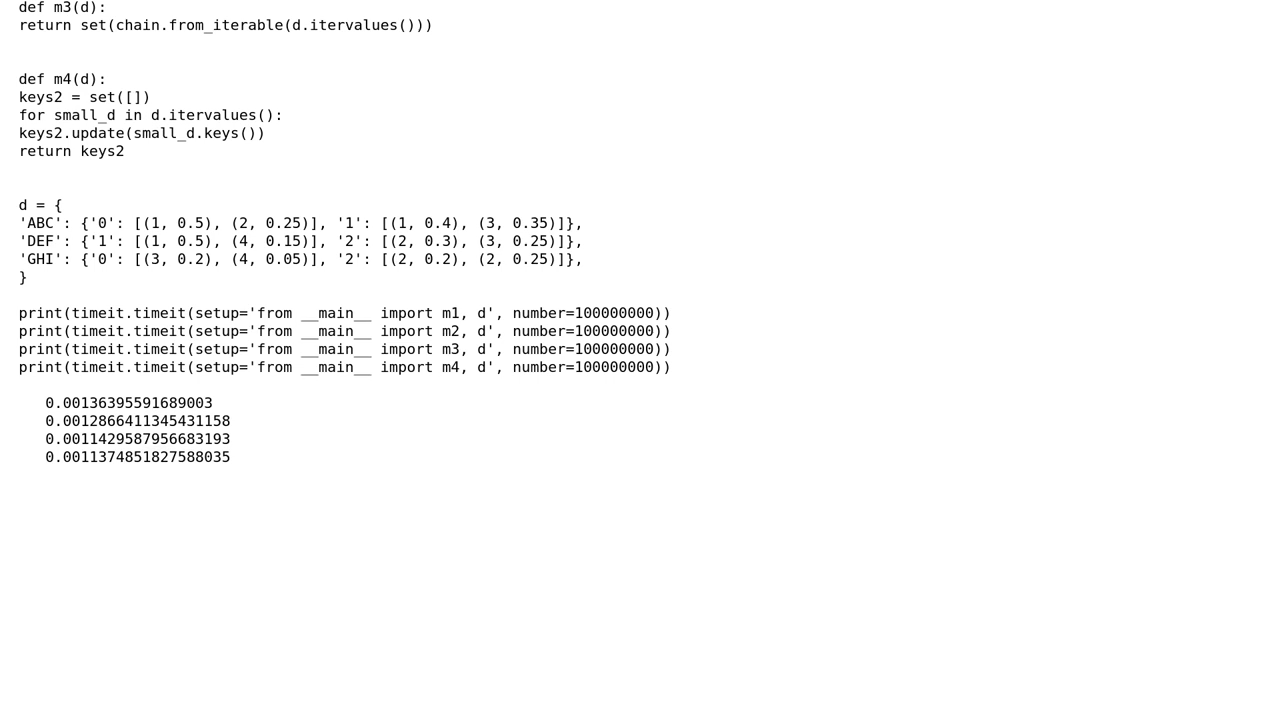 def m3(d):
return set(chain.from_iterable(d.itervalues()))
def m4(d):
keys2 = set([])
for small_d in d.itervalues():
keys2.update(small_d.keys())
return keys2
d = {
'ABC': {'0': [(1, 0.5), (2, 0.25)], '1': [(1, 0.4), (3, 0.35)]},
'DEF': {'1': [(1, 0.5), (4, 0.15)], '2': [(2, 0.3), (3, 0.25)]},
'GHI': {'0': [(3, 0.2), (4, 0.05)], '2': [(2, 0.2), (2, 0.25)]},
}
print(timeit.timeit(setup='from __main__ import m1, d', number=100000000))
print(timeit.timeit(setup='from __main__ import m2, d', number=100000000))
print(timeit.timeit(setup='from __main__ import m3, d', number=100000000))
print(timeit.timeit(setup='from __main__ import m4, d', number=100000000))
0.00136395591689003
0.0012866411345431158
0.0011429587956683193
0.0011374851827588035